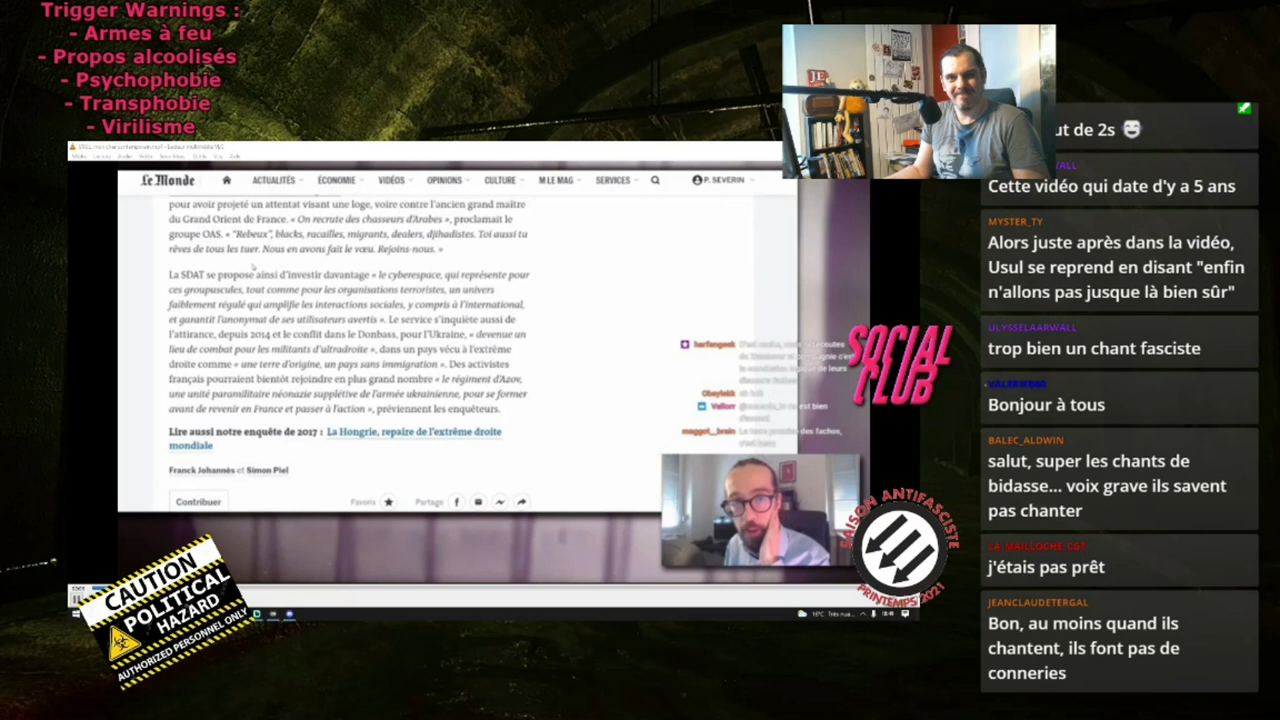 Trigger Warnings :
- Armes à feu
- Propos alcoolisés
- Psychophobie
- Transphobie
- Virilisme
JE
Le Monde
ACTUALITÉS
ÉCONOMIE
VIDÉOS
OPINIONS
CULTURE
M LE MAG
SERVICES
P. SEVERIN
pour avoir projeté un attentat visant une loge, voire contre l'ancien grand maître
du Grand Orient de France. « On recrute des chasseurs d'Arabes », proclamait le
groupe OAS. « "Rebeux", blacks, racailles, migrants, dealers, djihadistes. Toi aussi tu
rêves de tous les tuer. Nous en avons fait le vœu. Rejoins-nous. »
La SDAT se propose ainsi d'investir davantage « le cyberespace, qui représente pour
ces groupuscules, tout comme pour les organisations terroristes, un univers
faiblement régulé qui amplifie les interactions sociales, y compris à l'international,
et garantit l'anonymat de ses utilisateurs avertis ». Le service s'inquiète aussi de
l'attirance, depuis 2014 et le conflit dans le Donbass, pour l'Ukraine, « devenue un
lieu de combat pour les militants d'ultradroite », dans un pays vécu à l'extrême
droite comme « une terre d'origine, un pays sans immigration ». Des activistes
français pourraient bientôt rejoindre en plus grand nombre « le régiment d'Azov,
une unité paramilitaire néonazie supplétive de l'armée ukrainienne, pour se former
avant de revenir en France et passer à l'action », préviennent les enquêteurs.
Lire aussi notre enquête de 2017 : La Hongrie, repaire de l'extrême droite
mondiale
Franck Johannès et Simon Piel
Contribuer
Favoris
Partage
harfangeek
Obeykidz
Vallorr
maggot_brain
SOCIAL
CLUB
SAISON ANTIFASCISTE
PRINTEMPS 2021
CAUTION
POLITICAL
HAZARD
AUTHORIZED PERSONNEL ONLY
ut de 2s
Cette vidéo qui date d'y a 5 ans
MYSTER_TY
Alors juste après dans la vidéo,
Usul se reprend en disant "enfin
n'allons pas jusque là bien sûr"
ULYSSELAARWALL
trop bien un chant fasciste
Bonjour à tous
BALEC_ALDWIN
salut, super les chants de
bidasse... voix grave ils savent
pas chanter
LA_MAILLOCHE_CGT
j'étais pas prêt
JEANCLAUDETERGAL
Bon, au moins quand ils
chantent, ils font pas de
conneries